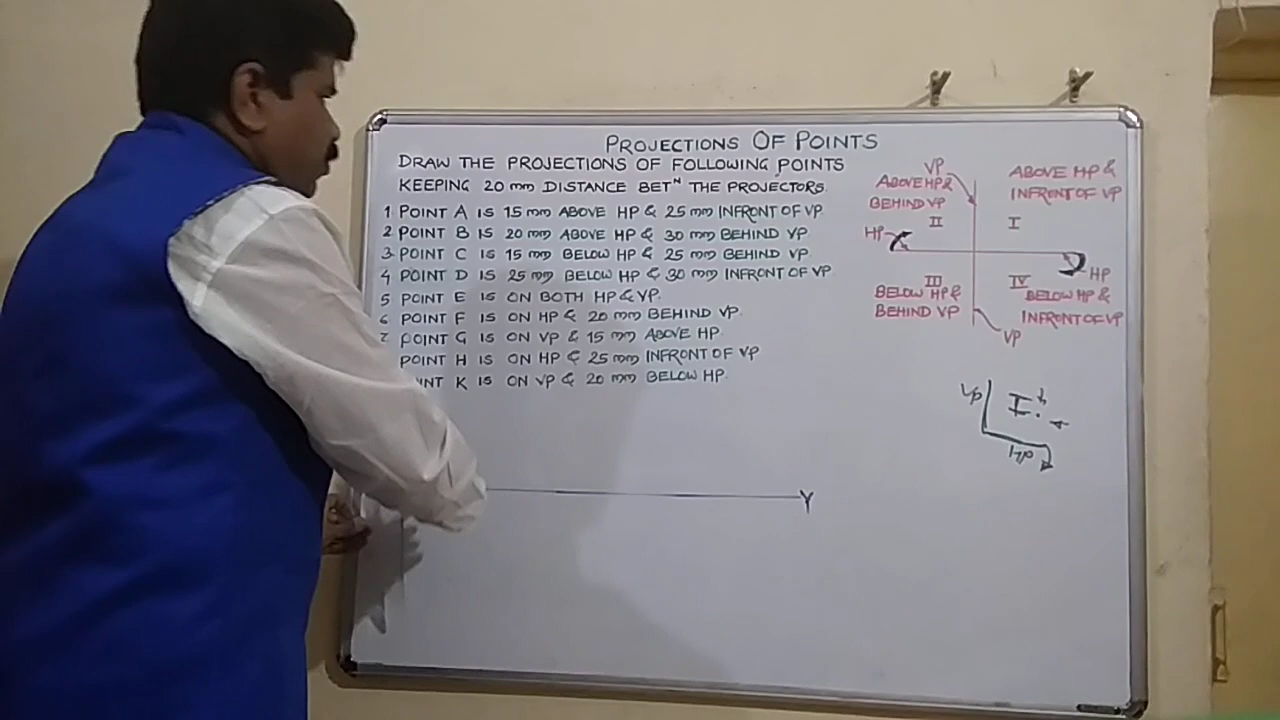 PROJECTIONS OF POINTS
DRAW THE PROJECTIONS OF FOLLOWING POINTS
KEEPING 20 mm DISTANCE BETᴺ THE PROJECTORS.
1 POINT A IS 15 mm ABOVE HP & 25 mm INFRONT OF VP
2 POINT B IS 20 mm ABOVE HP & 30 mm BEHIND VP
3 POINT C IS 15 mm BELOW HP & 25 mm BEHIND VP
4 POINT D IS 25 mm BELOW HP & 30 mm INFRONT OF VP
5 POINT E IS ON BOTH HP & VP.
6 POINT F IS ON HP & 20 mm BEHIND VP.
7 POINT G IS ON VP & 15 mm ABOVE HP.
POINT H IS ON HP & 25 mm INFRONT OF VP
INT K IS ON VP & 20 mm BELOW HP.
Y
VP
ABOVE HP &
BEHIND VP
II
ABOVE HP &
INFRONT OF VP
I
HP
HP
III
BELOW HP &
BEHIND VP
IV
BELOW HP &
INFRONT OF VP
VP
VP
I
HP